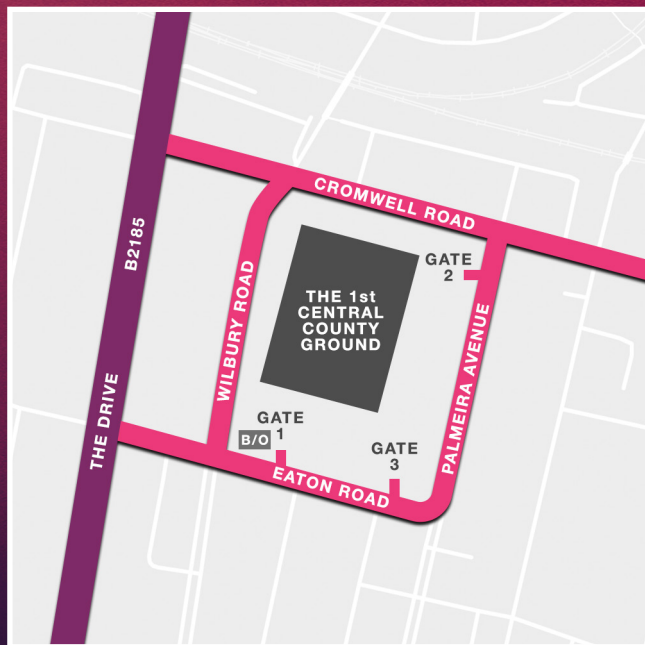 CROMWELL ROAD
B2185
GATE
2
THE 1st
CENTRAL
COUNTY
GROUND
WILBURY ROAD
PALMEIRA AVENUE
THE DRIVE
GATE
1
B/O
GATE
3
EATON ROAD